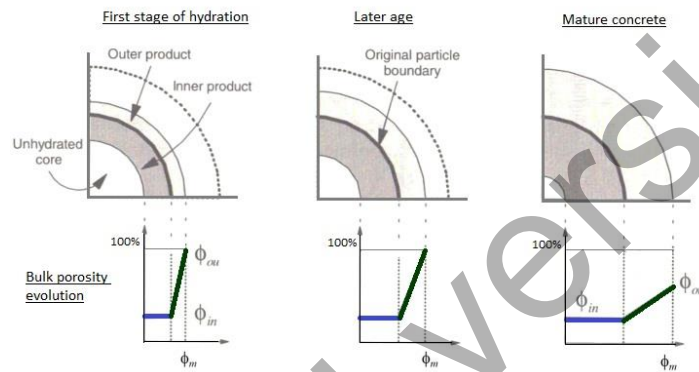 First stage of hydration
Later age
Mature concrete
Outer product
Inner product
Unhydrated
core
Original particle
boundary
Bulk porosity
evolution
100%
ϕou
ϕin
ϕm
100%
ϕm
100%
ϕin
ϕm